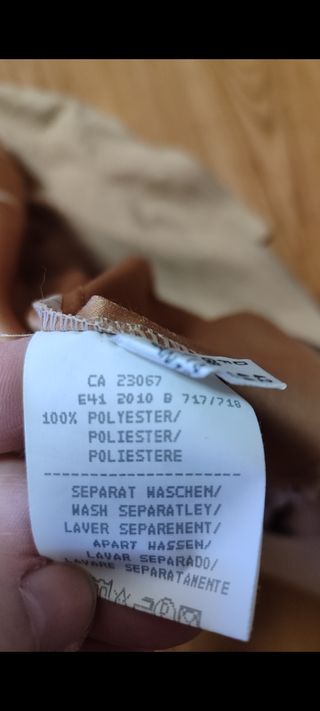 CA 23067
E41 2010 B 717/718
100% POLYESTER/
POLIESTER/
POLIESTERE
SEPARAT WASCHEN/
WASH SEPARATLEY/
LAVER SEPAREMENT/
APART WASSEN/
LAVAR SEPARADO/
LAVARE SEPARATAMENTE